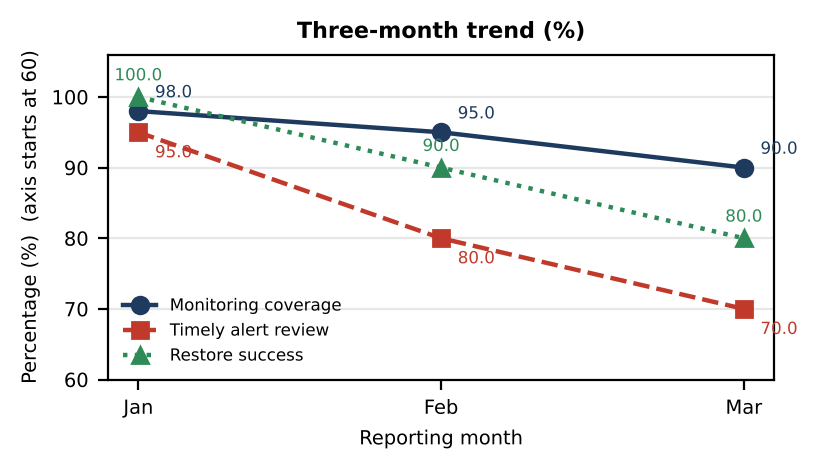 Three-month trend (%)
Percentage (%)  (axis starts at 60)
100
90
80
70
60
100.0
98.0
95.0
95.0
90.0
80.0
90.0
80.0
70.0
Monitoring coverage
Timely alert review
Restore success
Jan
Feb
Mar
Reporting month